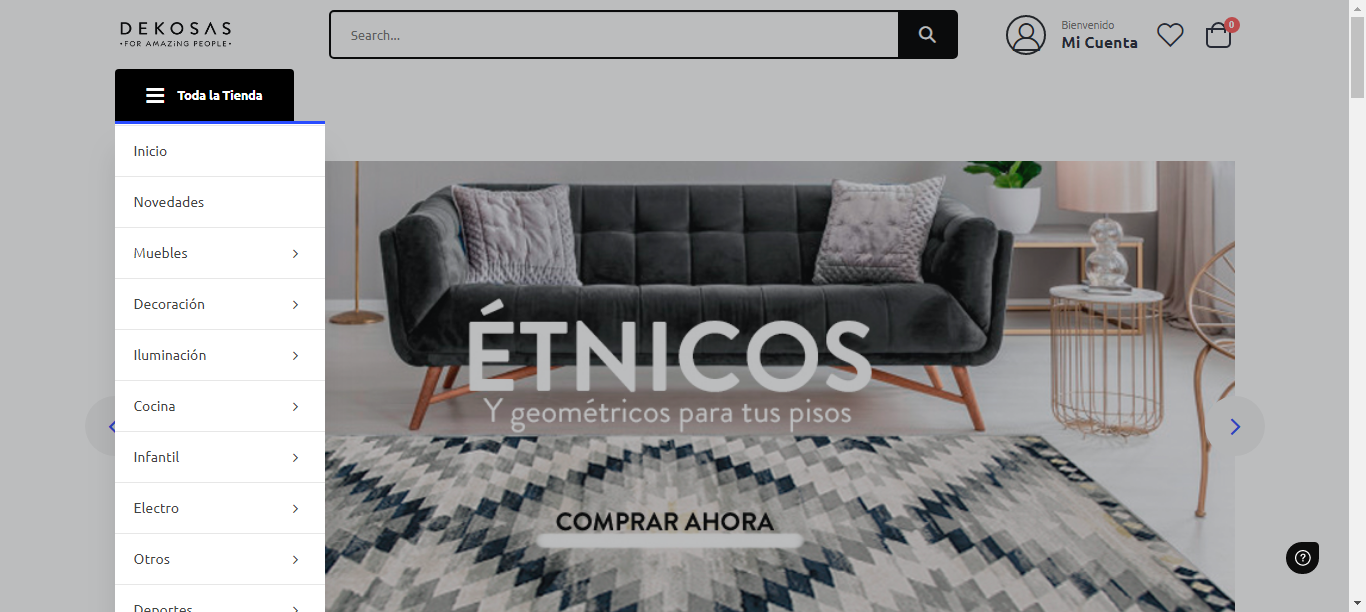 DEKOSAS
•FOR AMAZING PEOPLE•
Search...
Bienvenido
Mi Cuenta
0
Toda la Tienda
Inicio
Novedades
Muebles
Decoración
Iluminación
Cocina
Infantil
Electro
Otros
Deportes
ÉTNICOS
Y geométricos para tus pisos
COMPRAR AHORA
?